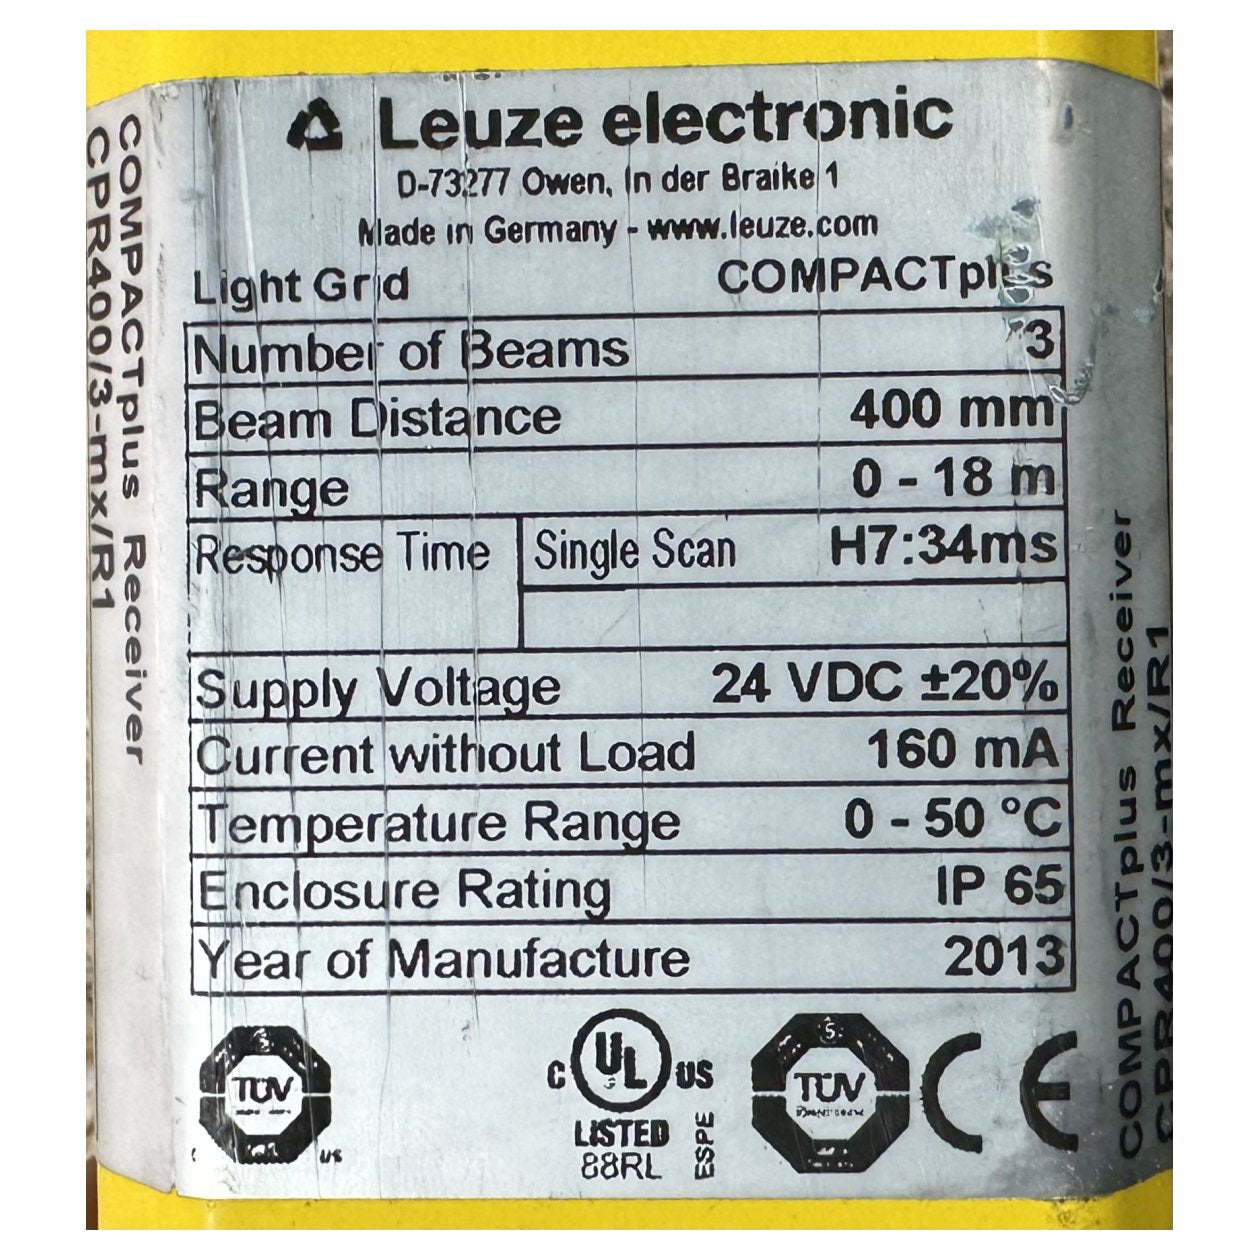 Leuze electronic
D-73277 Owen, In der Braike 1
Made in Germany - www.leuze.com
Light Grid COMPACTplus
Number of Beams 3
Beam Distance 400 mm
Range 0 - 18 m
Response Time Single Scan H7:34ms
Supply Voltage 24 VDC ±20%
Current without Load 160 mA
Temperature Range 0 - 50 °C
Enclosure Rating IP 65
Year of Manufacture 2013
TÜV
C UL US
LISTED
88RL
ESPE
TÜV
CE
US
COMPACTplus Receiver
CPR400/3-mx/R1
COMPACTplus Receiver
CPR400/3-mx/R1